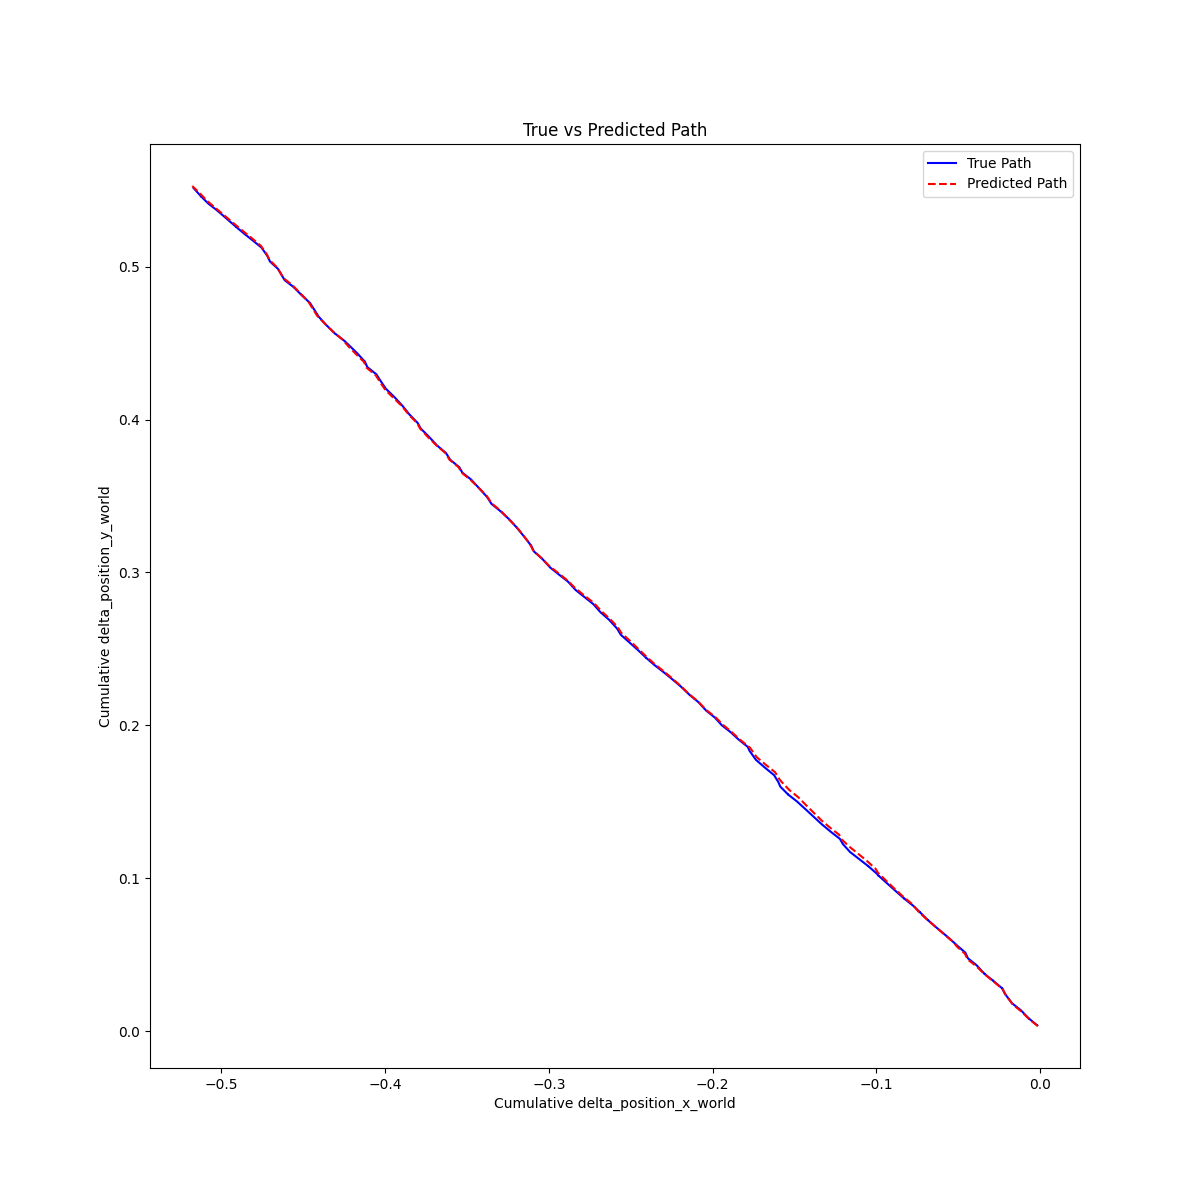 True vs Predicted Path
True Path
Predicted Path
0.5
0.4
0.3
0.2
0.1
0.0
Cumulative delta_position_y_world
−0.5
−0.4
−0.3
−0.2
−0.1
0.0
Cumulative delta_position_x_world